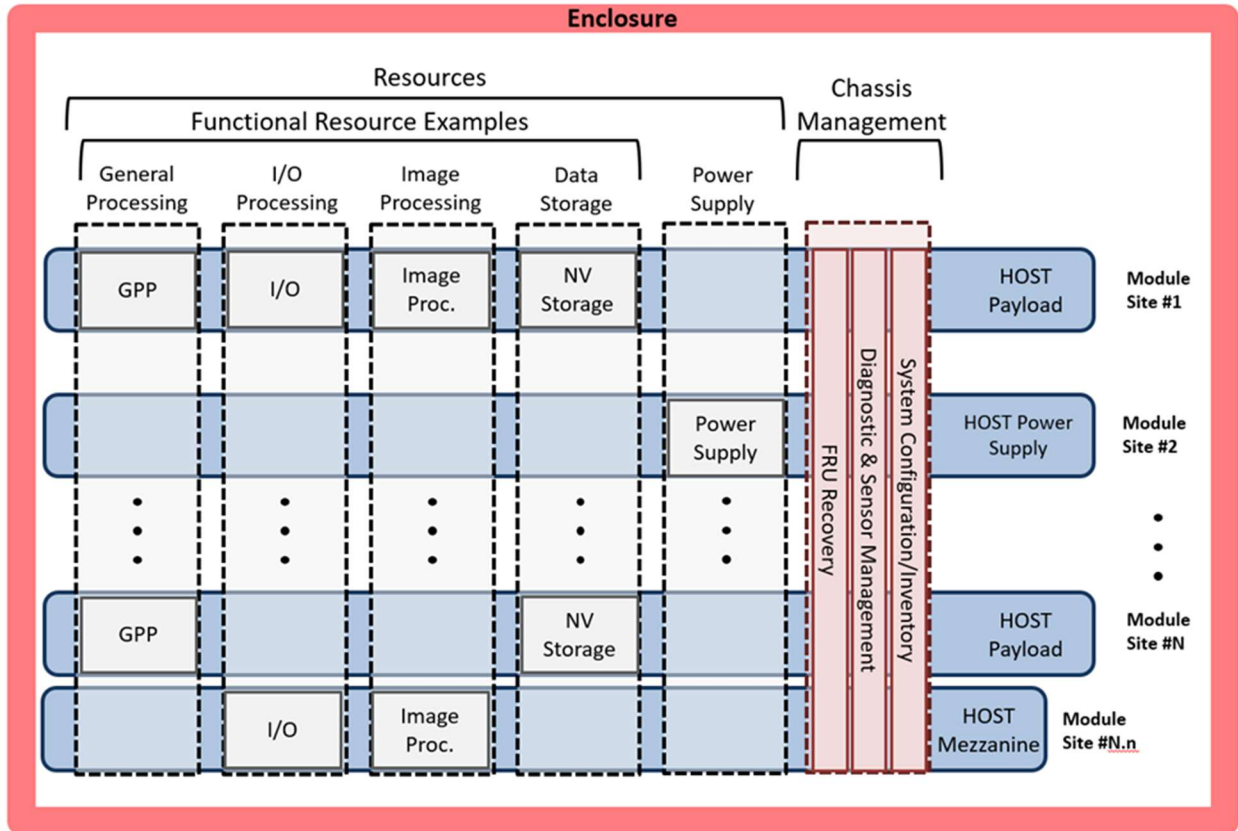 Enclosure
Resources
Chassis
Management
Functional Resource Examples
General
Processing
I/O
Processing
Image
Processing
Data
Storage
Power
Supply
GPP
I/O
Image
Proc.
NV
Storage
HOST
Payload
Module
Site #1
Power
Supply
HOST Power
Supply
Module
Site #2
FRU Recovery
Diagnostic & Sensor Management
System Configuration/Inventory
GPP
NV
Storage
HOST
Payload
Module
Site #N
I/O
Image
Proc.
HOST
Mezzanine
Module
Site #N.n